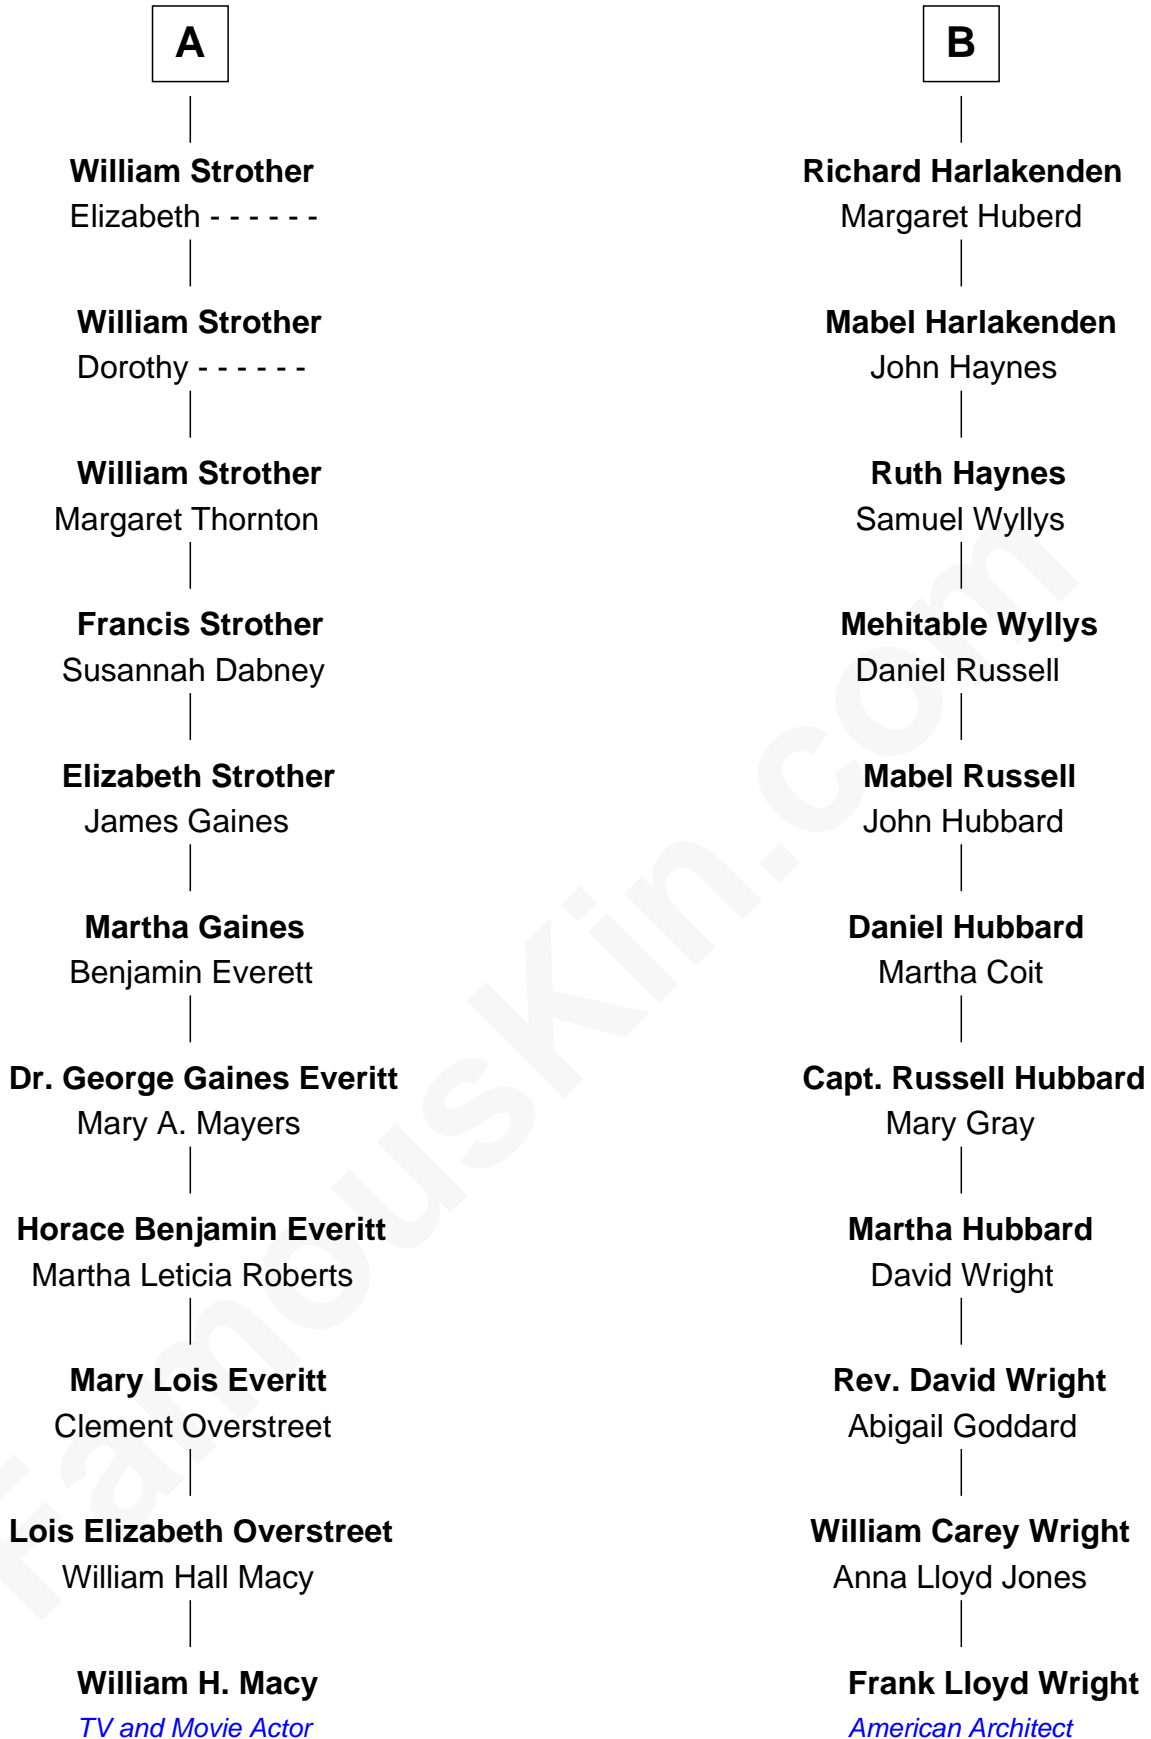 A
William Strother
Elizabeth - - - - - -
William Strother
Dorothy - - - - - -
William Strother
Margaret Thornton
Francis Strother
Susannah Dabney
Elizabeth Strother
James Gaines
Martha Gaines
Benjamin Everett
Dr. George Gaines Everitt
Mary A. Mayers
Horace Benjamin Everitt
Martha Leticia Roberts
Mary Lois Everitt
Clement Overstreet
Lois Elizabeth Overstreet
William Hall Macy
William H. Macy
TV and Movie Actor
B
Richard Harlakenden
Margaret Huberd
Mabel Harlakenden
John Haynes
Ruth Haynes
Samuel Wyllys
Mehitable Wyllys
Daniel Russell
Mabel Russell
John Hubbard
Daniel Hubbard
Martha Coit
Capt. Russell Hubbard
Mary Gray
Martha Hubbard
David Wright
Rev. David Wright
Abigail Goddard
William Carey Wright
Anna Lloyd Jones
Frank Lloyd Wright
American Architect
FamousKin.com